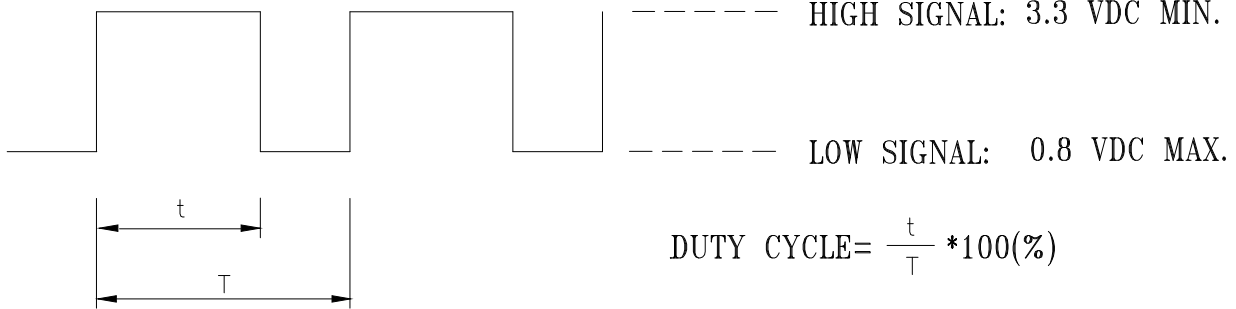 HIGH SIGNAL: 3.3 VDC MIN.
LOW SIGNAL: 0.8 VDC MAX.
t
T
DUTY CYCLE= t/T *100(%)